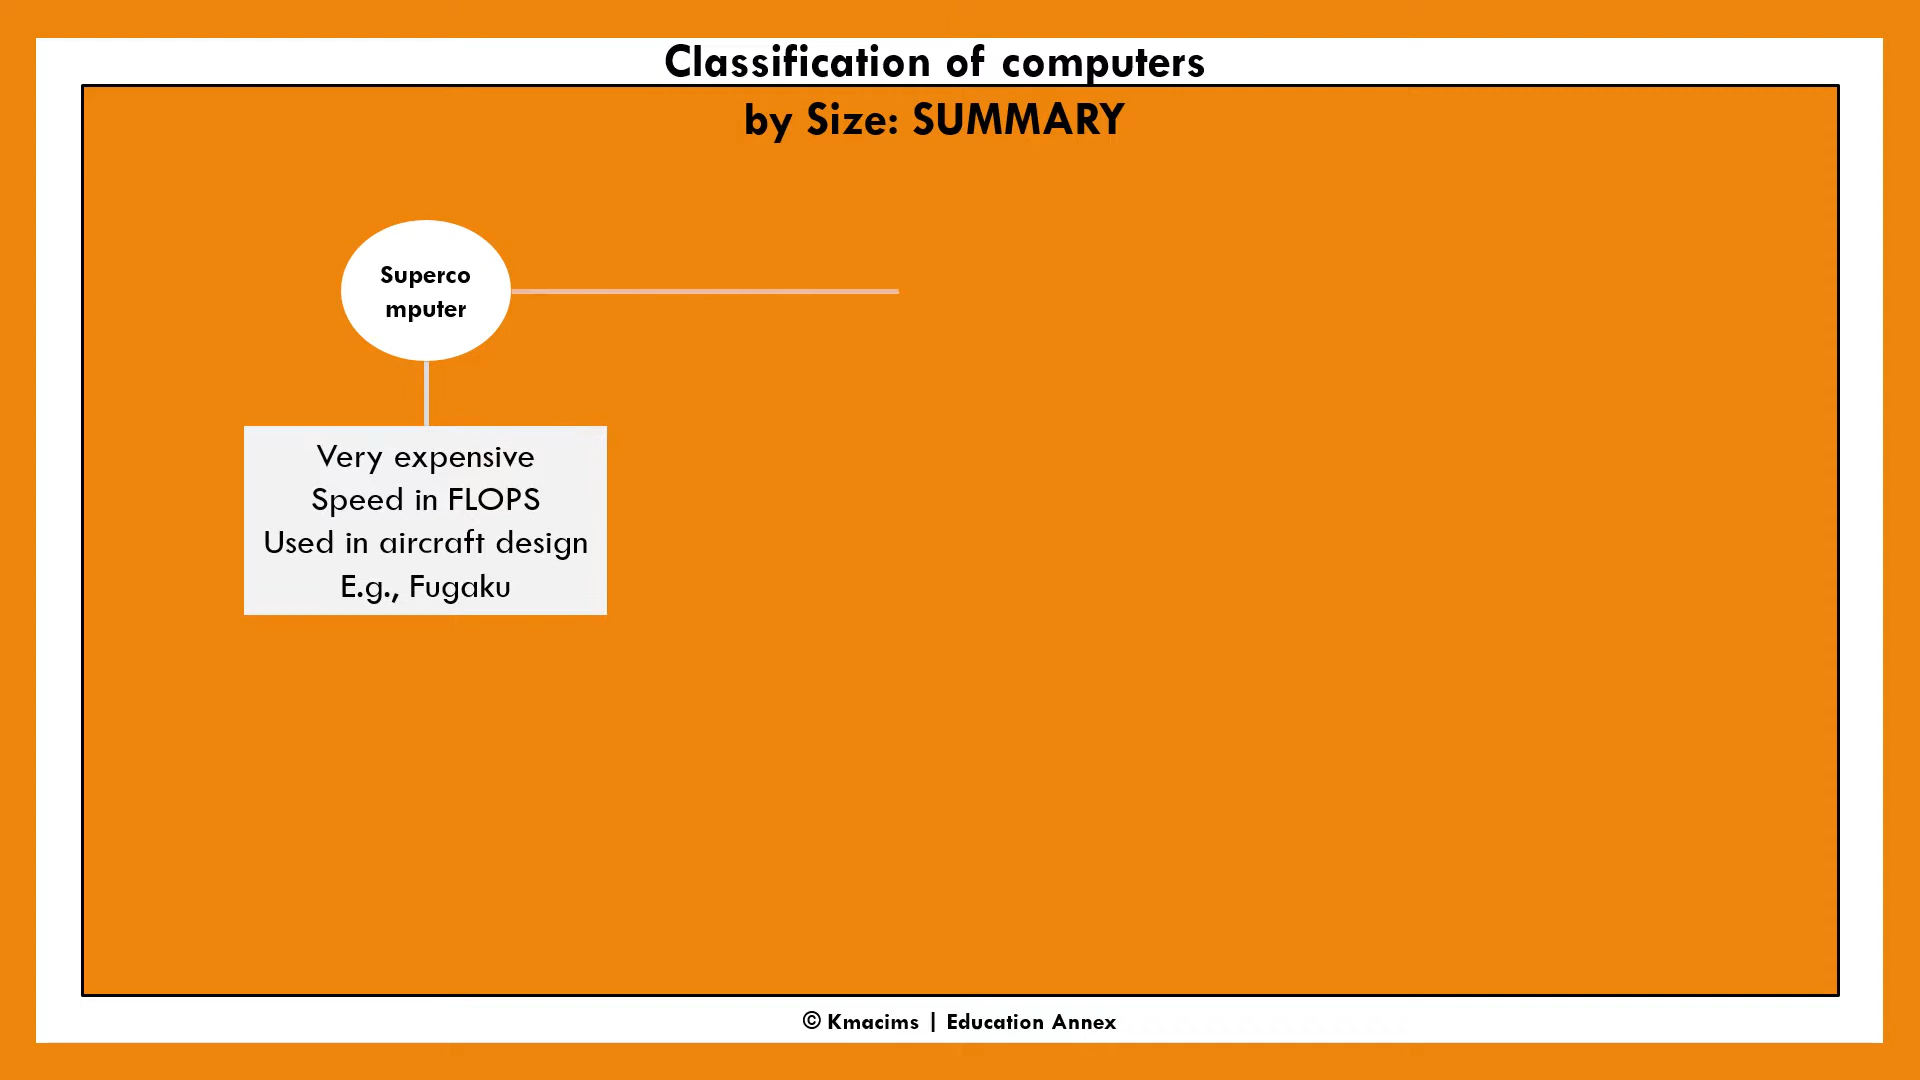 Classification of computers
by Size: SUMMARY
Superco
mputer
Very expensive
Speed in FLOPS
Used in aircraft design
E.g., Fugaku
© Kmacims | Education Annex